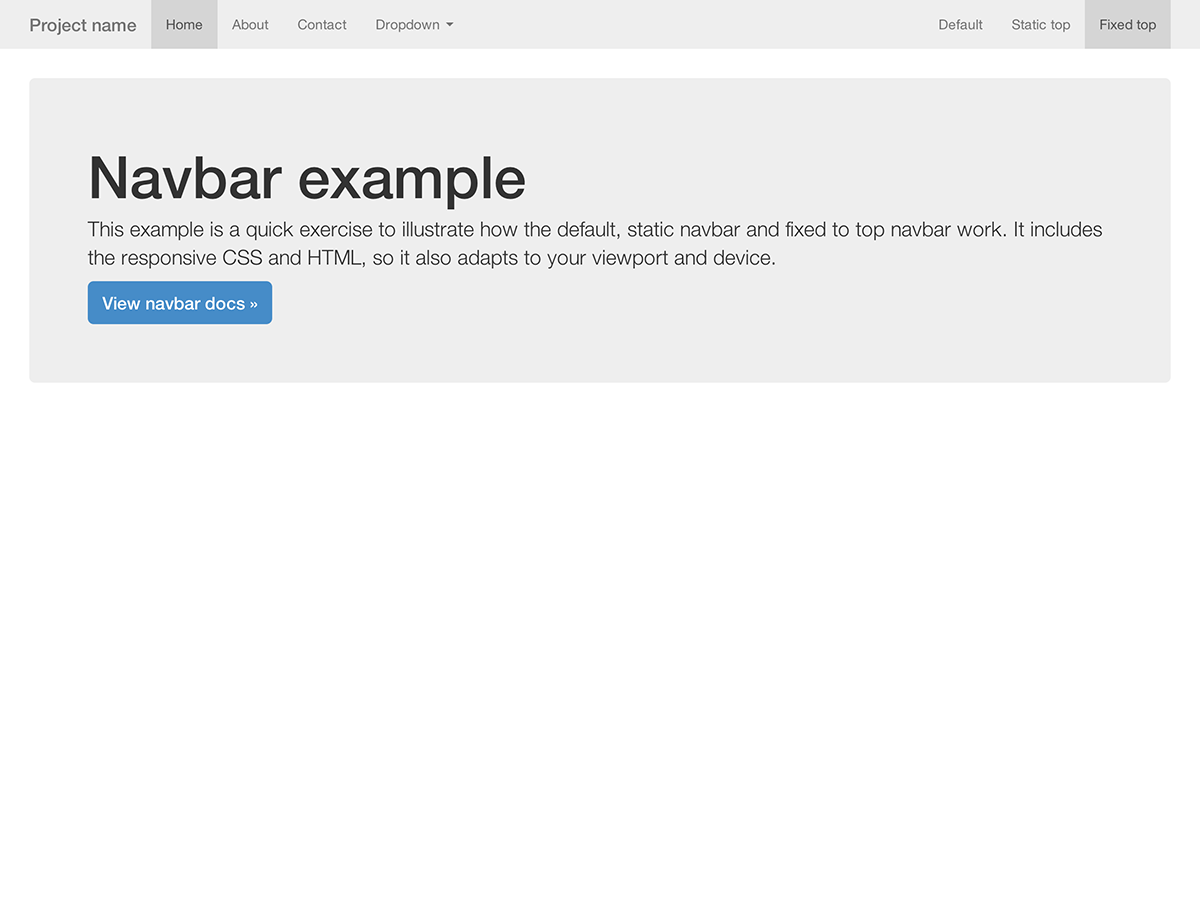 Project name Home About Contact Dropdown Default Static top Fixed top
Navbar example
This example is a quick exercise to illustrate how the default, static navbar and fixed to top navbar work. It includes
the responsive CSS and HTML, so it also adapts to your viewport and device.
View navbar docs »